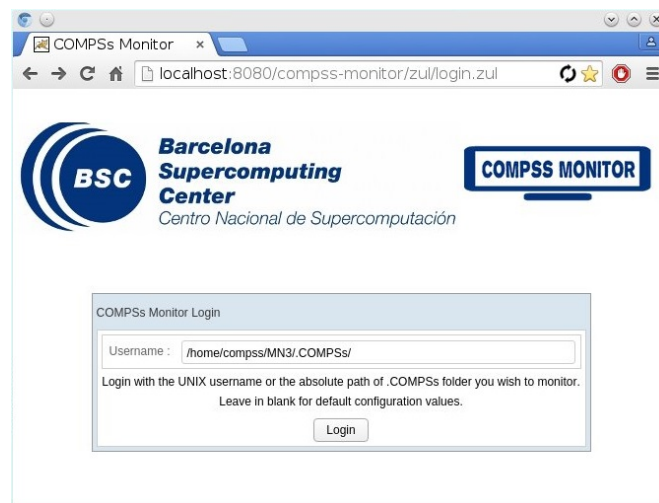 COMPSs Monitor
localhost:8080/compss-monitor/zul/login.zul
BSC
Barcelona
Supercomputing
Center
Centro Nacional de Supercomputación
COMPSS MONITOR
COMPSs Monitor Login
Username : /home/compss/MN3/.COMPSs/
Login with the UNIX username or the absolute path of .COMPSs folder you wish to monitor.
Leave in blank for default configuration values.
Login